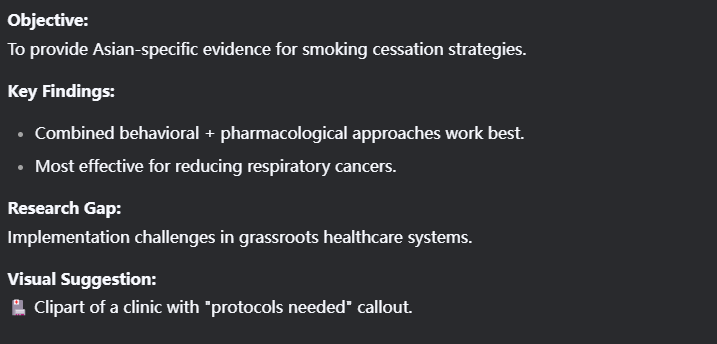 Objective:
To provide Asian-specific evidence for smoking cessation strategies.
Key Findings:
• Combined behavioral + pharmacological approaches work best.
• Most effective for reducing respiratory cancers.
Research Gap:
Implementation challenges in grassroots healthcare systems.
Visual Suggestion:
🏥 Clipart of a clinic with "protocols needed" callout.